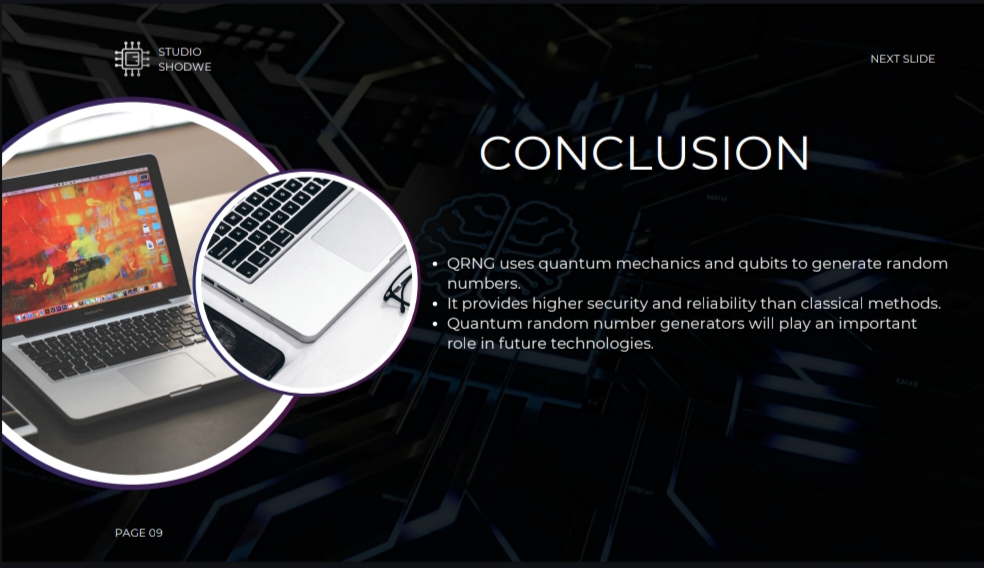 STUDIO
SHODWE
NEXT SLIDE
CONCLUSION
• QRNG uses quantum mechanics and qubits to generate random
numbers.
• It provides higher security and reliability than classical methods.
• Quantum random number generators will play an important
role in future technologies.
PAGE 09